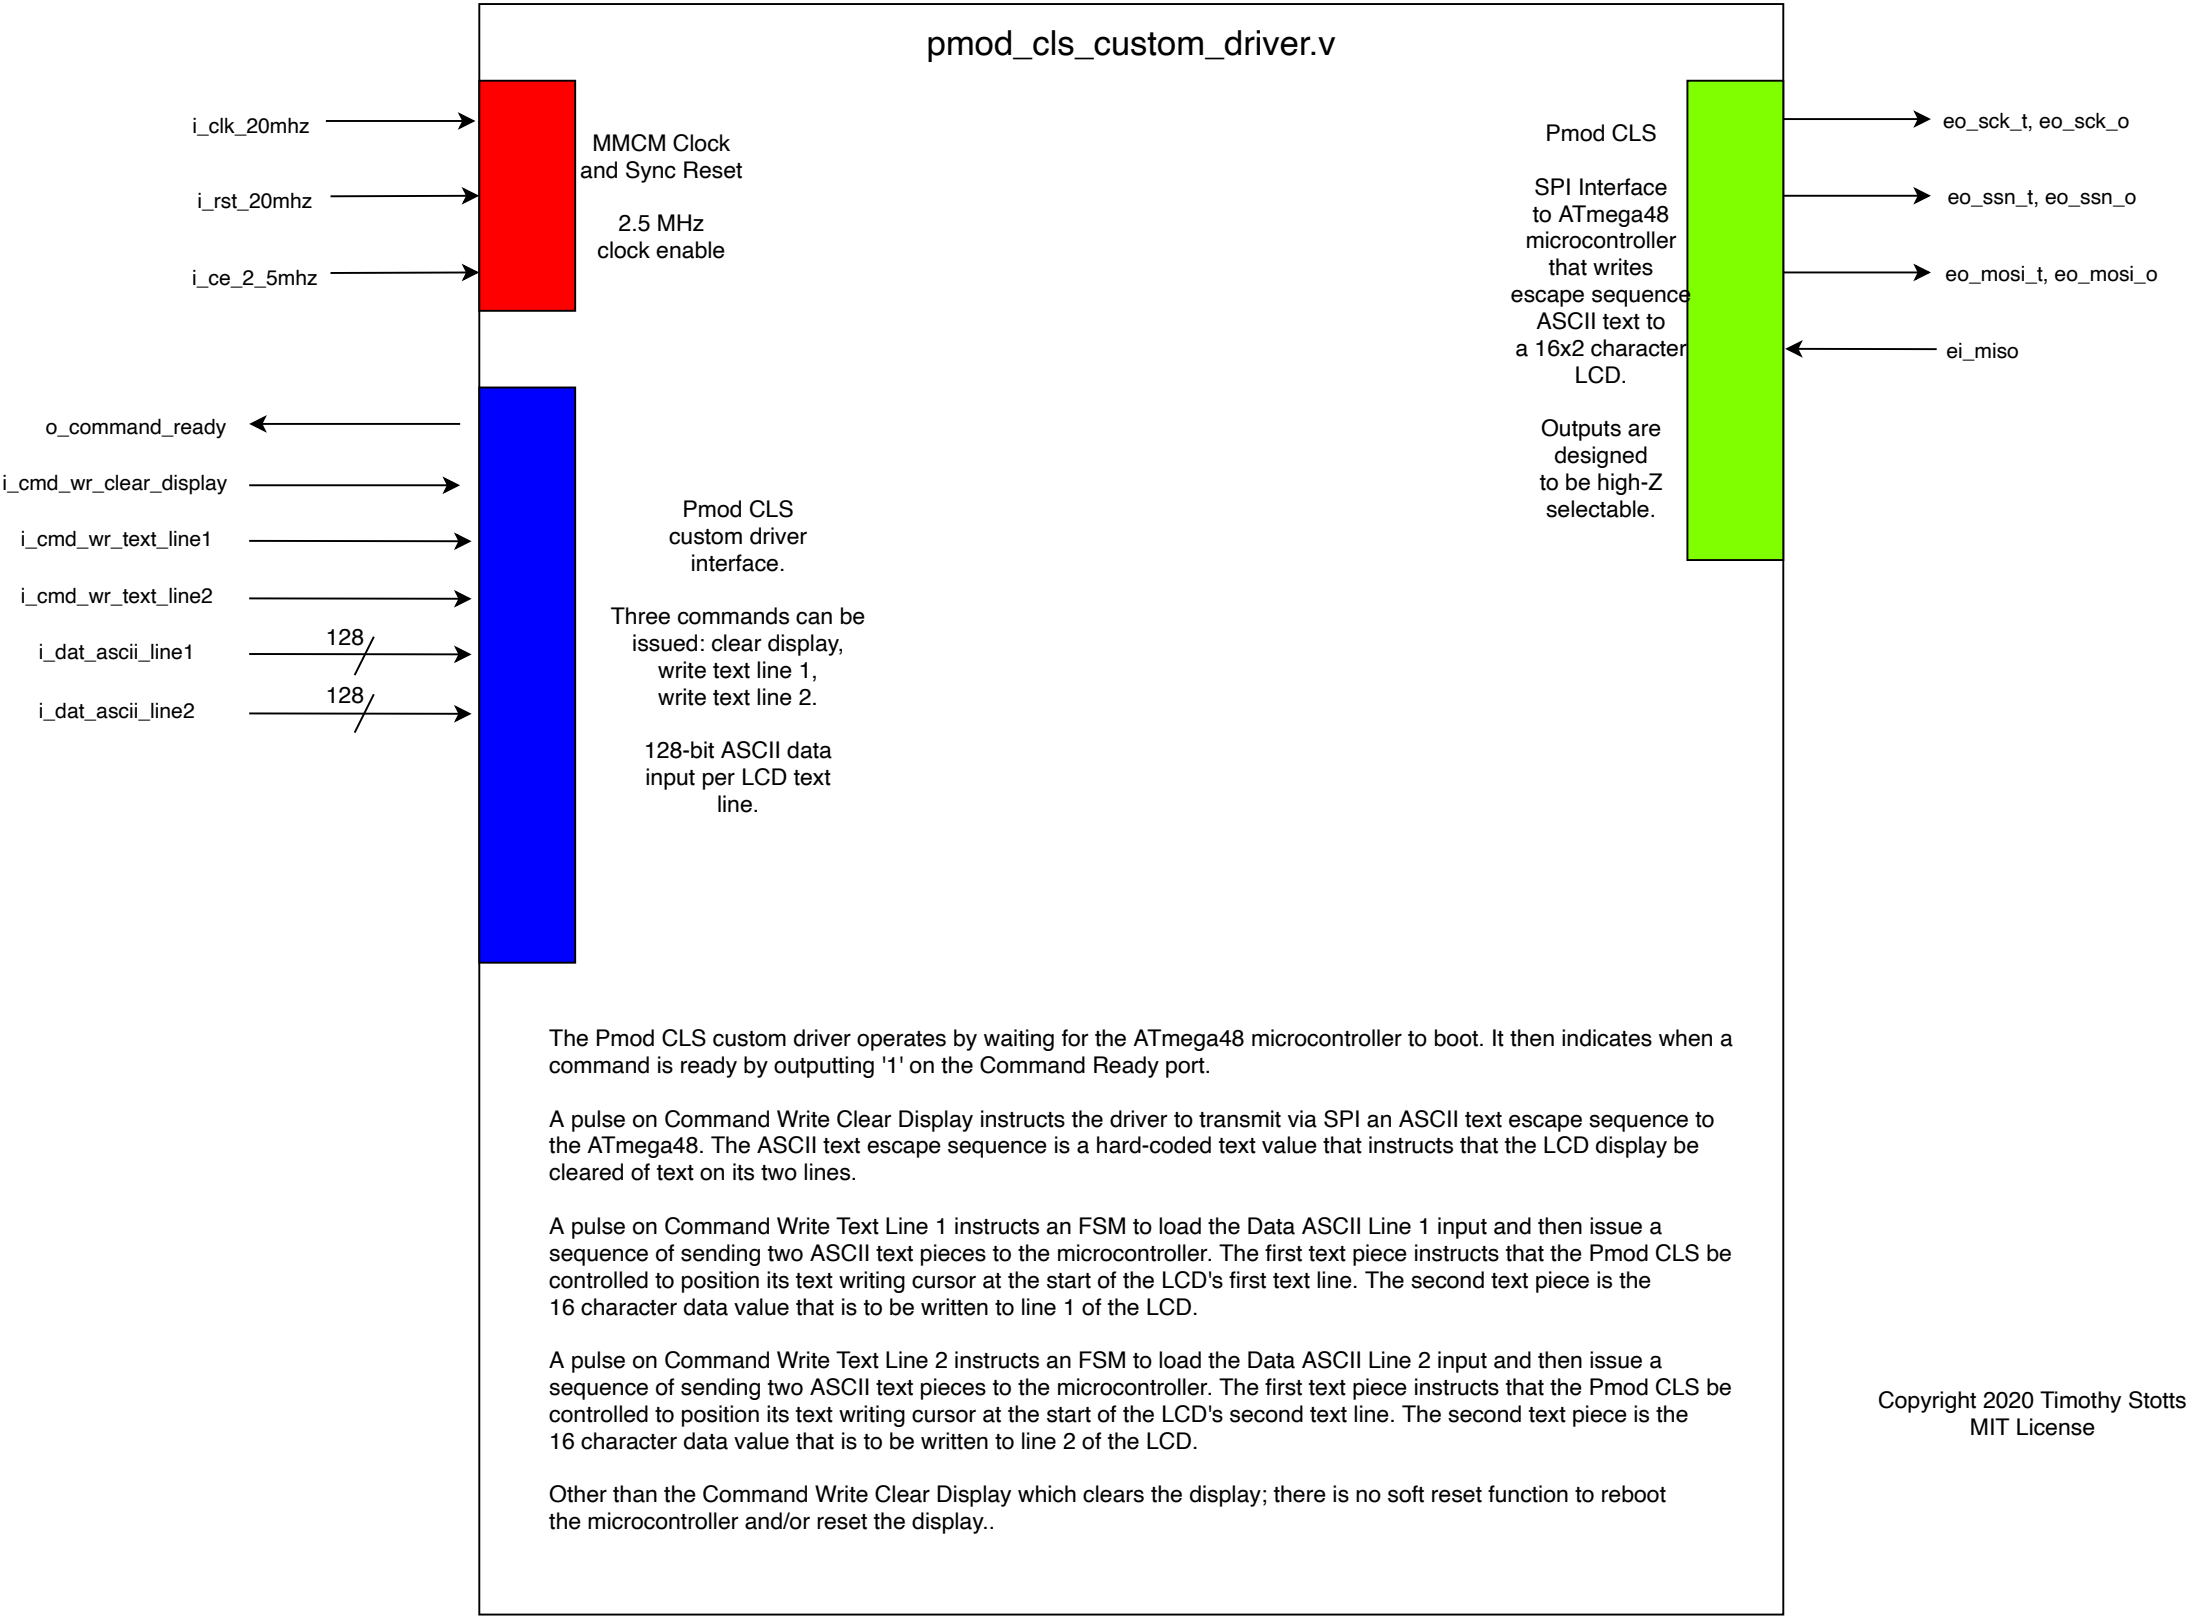 pmod_cls_custom_driver.v
i_clk_20mhz
i_rst_20mhz
i_ce_2_5mhz
MMCM Clock
and Sync Reset
2.5 MHz
clock enable
o_command_ready
i_cmd_wr_clear_display
i_cmd_wr_text_line1
i_cmd_wr_text_line2
128
i_dat_ascii_line1
128
i_dat_ascii_line2
Pmod CLS
custom driver
interface.
Three commands can be
issued: clear display,
write text line 1,
write text line 2.
128-bit ASCII data
input per LCD text
line.
Pmod CLS
SPI Interface
to ATmega48
microcontroller
that writes
escape sequence
ASCII text to
a 16x2 character
LCD.
Outputs are
designed
to be high-Z
selectable.
eo_sck_t, eo_sck_o
eo_ssn_t, eo_ssn_o
eo_mosi_t, eo_mosi_o
ei_miso
The Pmod CLS custom driver operates by waiting for the ATmega48 microcontroller to boot. It then indicates when a
command is ready by outputting '1' on the Command Ready port.
A pulse on Command Write Clear Display instructs the driver to transmit via SPI an ASCII text escape sequence to
the ATmega48. The ASCII text escape sequence is a hard-coded text value that instructs that the LCD display be
cleared of text on its two lines.
A pulse on Command Write Text Line 1 instructs an FSM to load the Data ASCII Line 1 input and then issue a
sequence of sending two ASCII text pieces to the microcontroller. The first text piece instructs that the Pmod CLS be
controlled to position its text writing cursor at the start of the LCD's first text line. The second text piece is the
16 character data value that is to be written to line 1 of the LCD.
A pulse on Command Write Text Line 2 instructs an FSM to load the Data ASCII Line 2 input and then issue a
sequence of sending two ASCII text pieces to the microcontroller. The first text piece instructs that the Pmod CLS be
controlled to position its text writing cursor at the start of the LCD's second text line. The second text piece is the
16 character data value that is to be written to line 2 of the LCD.
Other than the Command Write Clear Display which clears the display; there is no soft reset function to reboot
the microcontroller and/or reset the display..
Copyright 2020 Timothy Stotts
MIT License